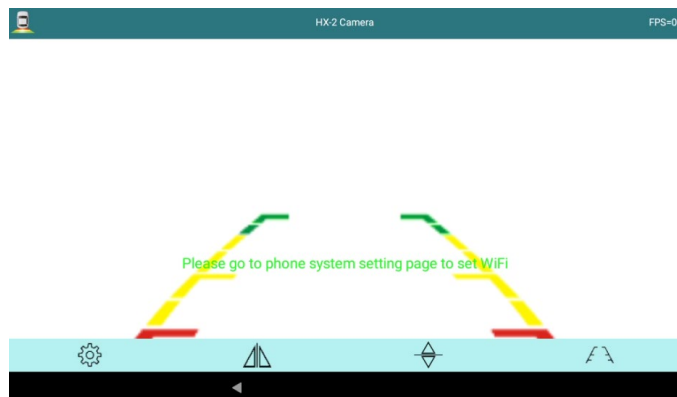 HX-2 Camera
FPS=0
Please go to phone system setting page to set WiFi